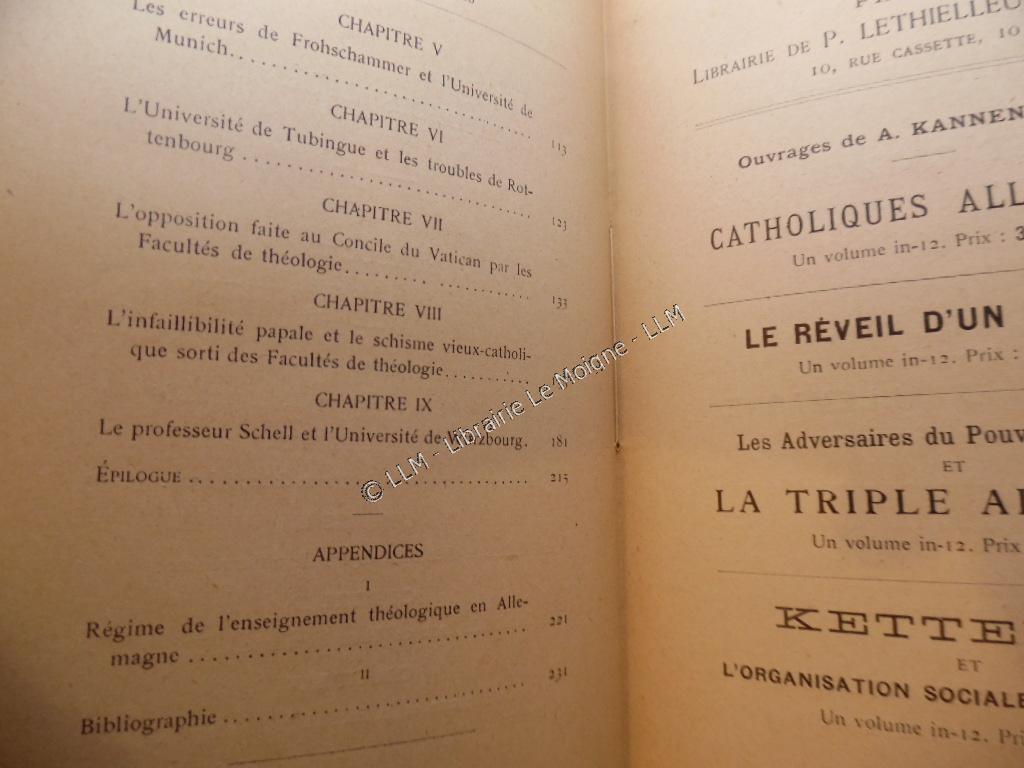 CHAPITRE V
Les erreurs de Frohschammer et l'Université de
Munich.......... 113
CHAPITRE VI
L'Université de Tubingue et les troubles de Rot-
tenbourg .......... 123
CHAPITRE VII
L'opposition faite au Concile du Vatican par les
Facultés de théologie.......... 133
CHAPITRE VIII
L'infaillibilité papale et le schisme vieux-catholi-
que sorti des Facultés de théologie..........
CHAPITRE IX
Le professeur Schell et l'Université de 181
ÉPILOGUE .......... 215
APPENDICES
I
Régime de l'enseignement théologique en Alle-
magne .......... 221
II
Bibliographie .......... 231
© LLM - Librairie Le Moigne - LLM
LIBRAIRIE DE P. LETHIELLEU
10, RUE CASSETTE, 10
Ouvrages de A. KANNEN
CATHOLIQUES ALL
Un volume in-12. Prix : 3
LE RÉVEIL D'UN
Un volume in-12. Prix :
Les Adversaires du Pouv
ET
LA TRIPLE A
Un volume in-12. Prix
KETTE
ET
L'ORGANISATION SOCIALE
Un volume in-12. Pri